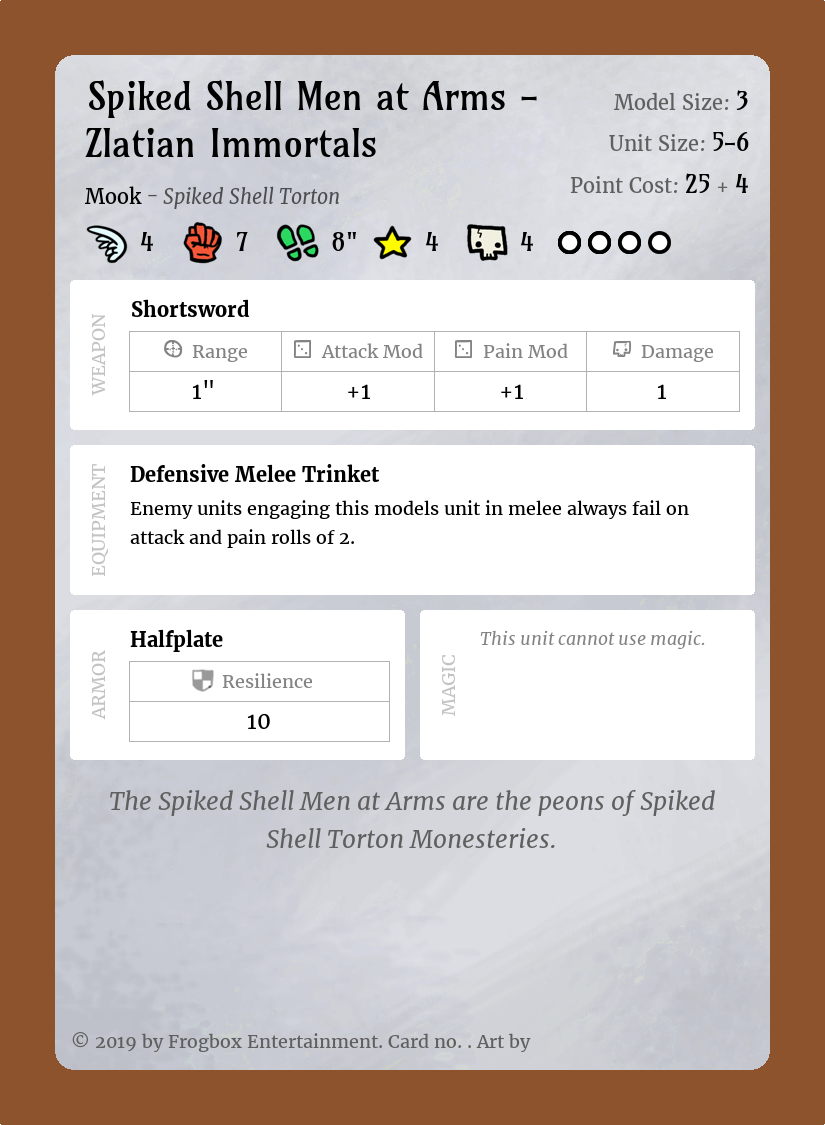 Spiked Shell Men at Arms –
Zlatian Immortals
Model Size: 3
Unit Size: 5–6
Point Cost: 25 + 4
Mook – Spiked Shell Torton
4 7 8" 4 4
WEAPON
Shortsword
Range Attack Mod Pain Mod Damage
1" +1 +1 1
EQUIPMENT
Defensive Melee Trinket
Enemy units engaging this models unit in melee always fail on
attack and pain rolls of 2.
ARMOR
Halfplate
Resilience
10
MAGIC
This unit cannot use magic.
The Spiked Shell Men at Arms are the peons of Spiked
Shell Torton Monesteries.
© 2019 by Frogbox Entertainment. Card no. . Art by